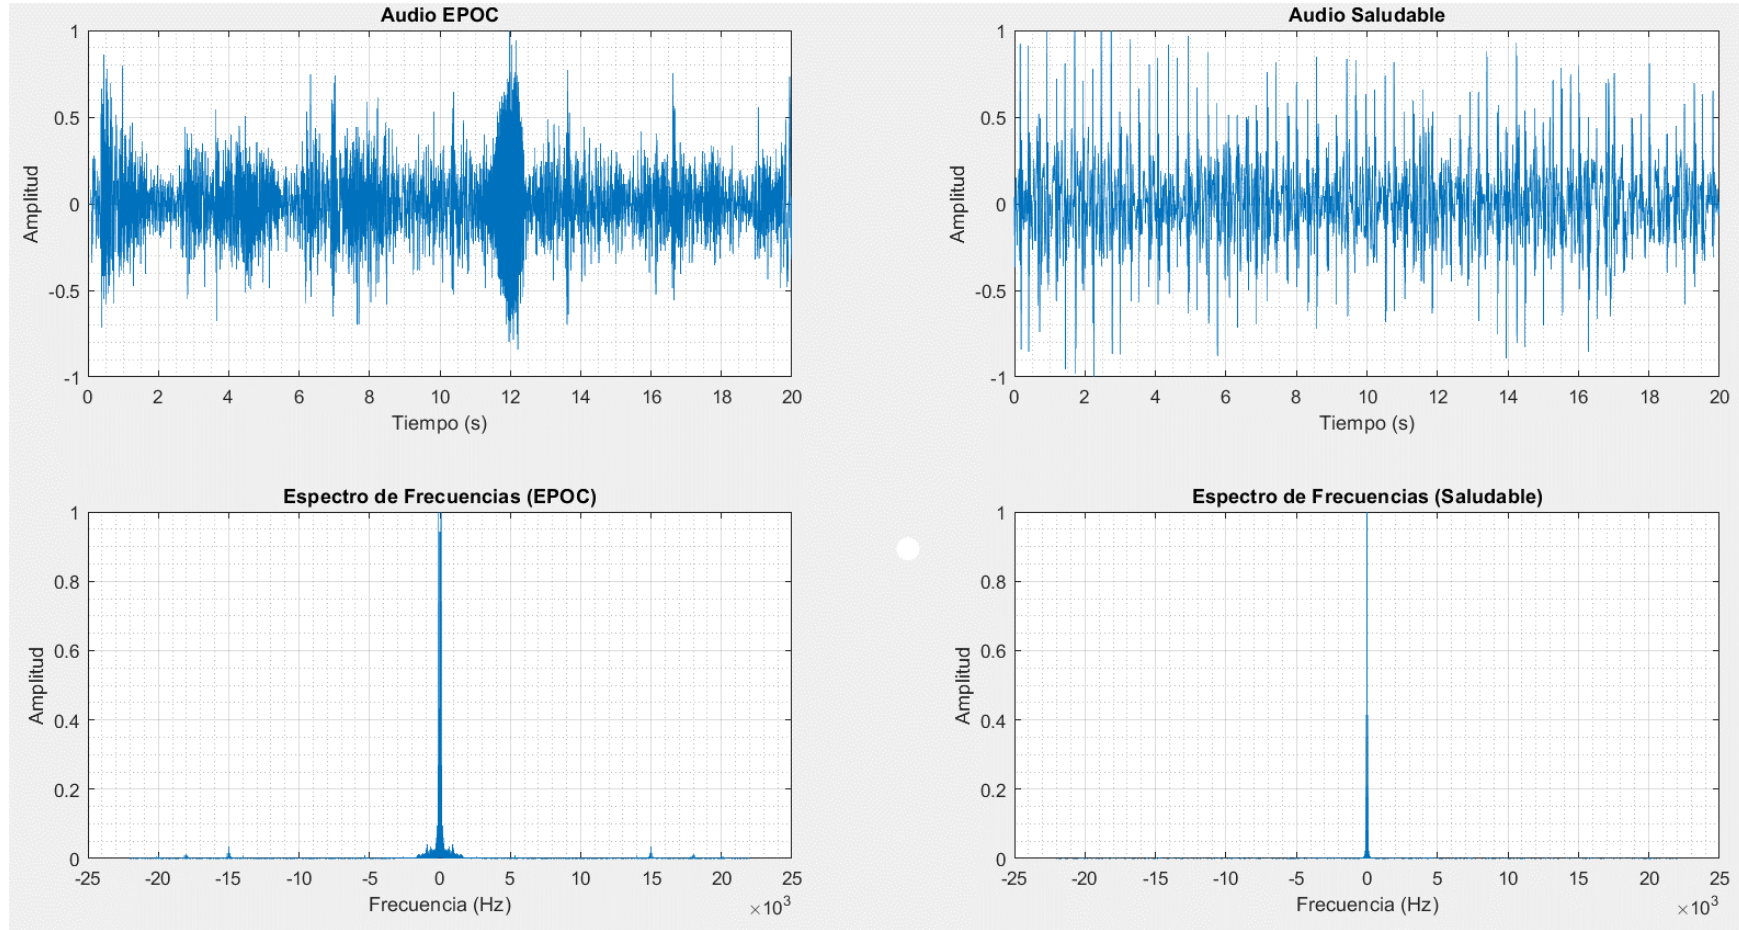 Audio EPOC
1
0.5
0
-0.5
-1
Amplitud
0 2 4 6 8 10 12 14 16 18 20
Tiempo (s)
Audio Saludable
1
0.5
0
-0.5
-1
Amplitud
0 2 4 6 8 10 12 14 16 18 20
Tiempo (s)
Espectro de Frecuencias (EPOC)
1
0.8
0.6
0.4
0.2
0
Amplitud
-25 -20 -15 -10 -5 0 5 10 15 20 25
Frecuencia (Hz)
×10³
Espectro de Frecuencias (Saludable)
1
0.8
0.6
0.4
0.2
0
Amplitud
-25 -20 -15 -10 -5 0 5 10 15 20 25
Frecuencia (Hz)
×10³